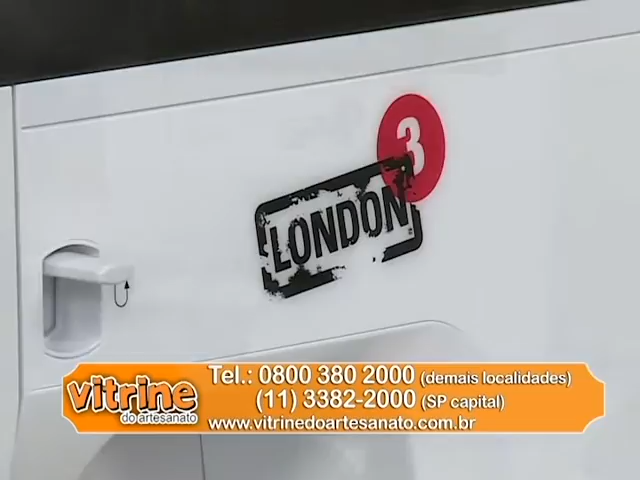 3
LONDON
vitrine
do artesanato
Tel.: 0800 380 2000 (demais localidades)
(11) 3382-2000 (SP capital)
www.vitrinedoartesanato.com.br